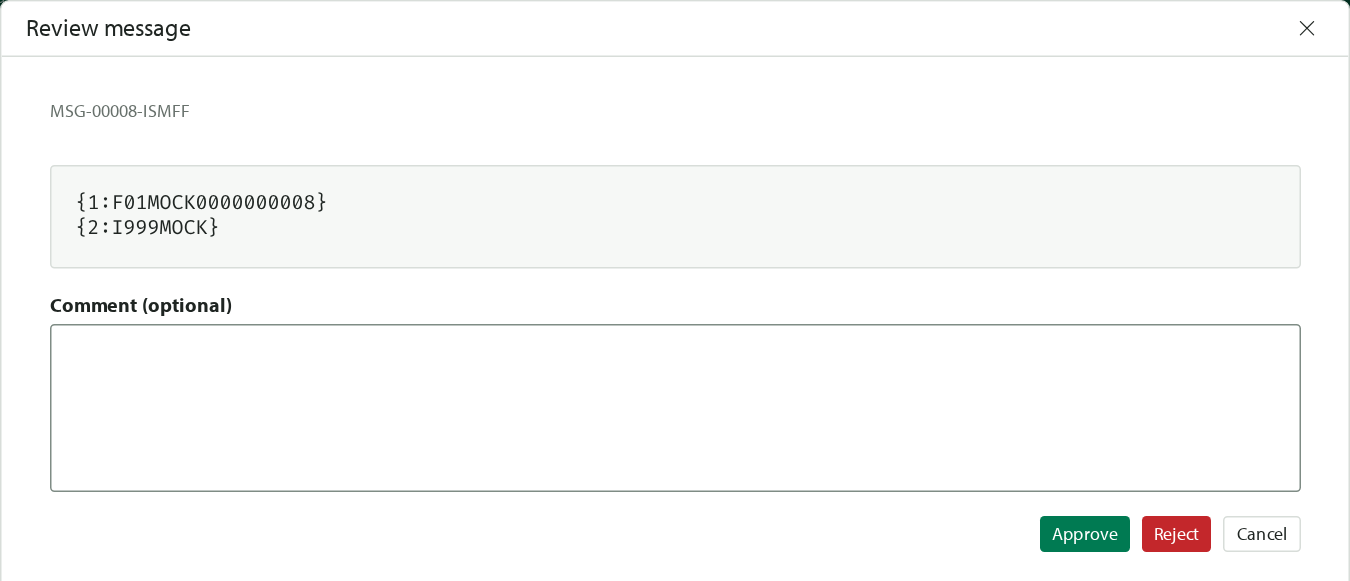 Review message
MSG-00008-ISMFF
{1:F01MOCK0000000008}
{2:I999MOCK}
Comment (optional)
Approve
Reject
Cancel